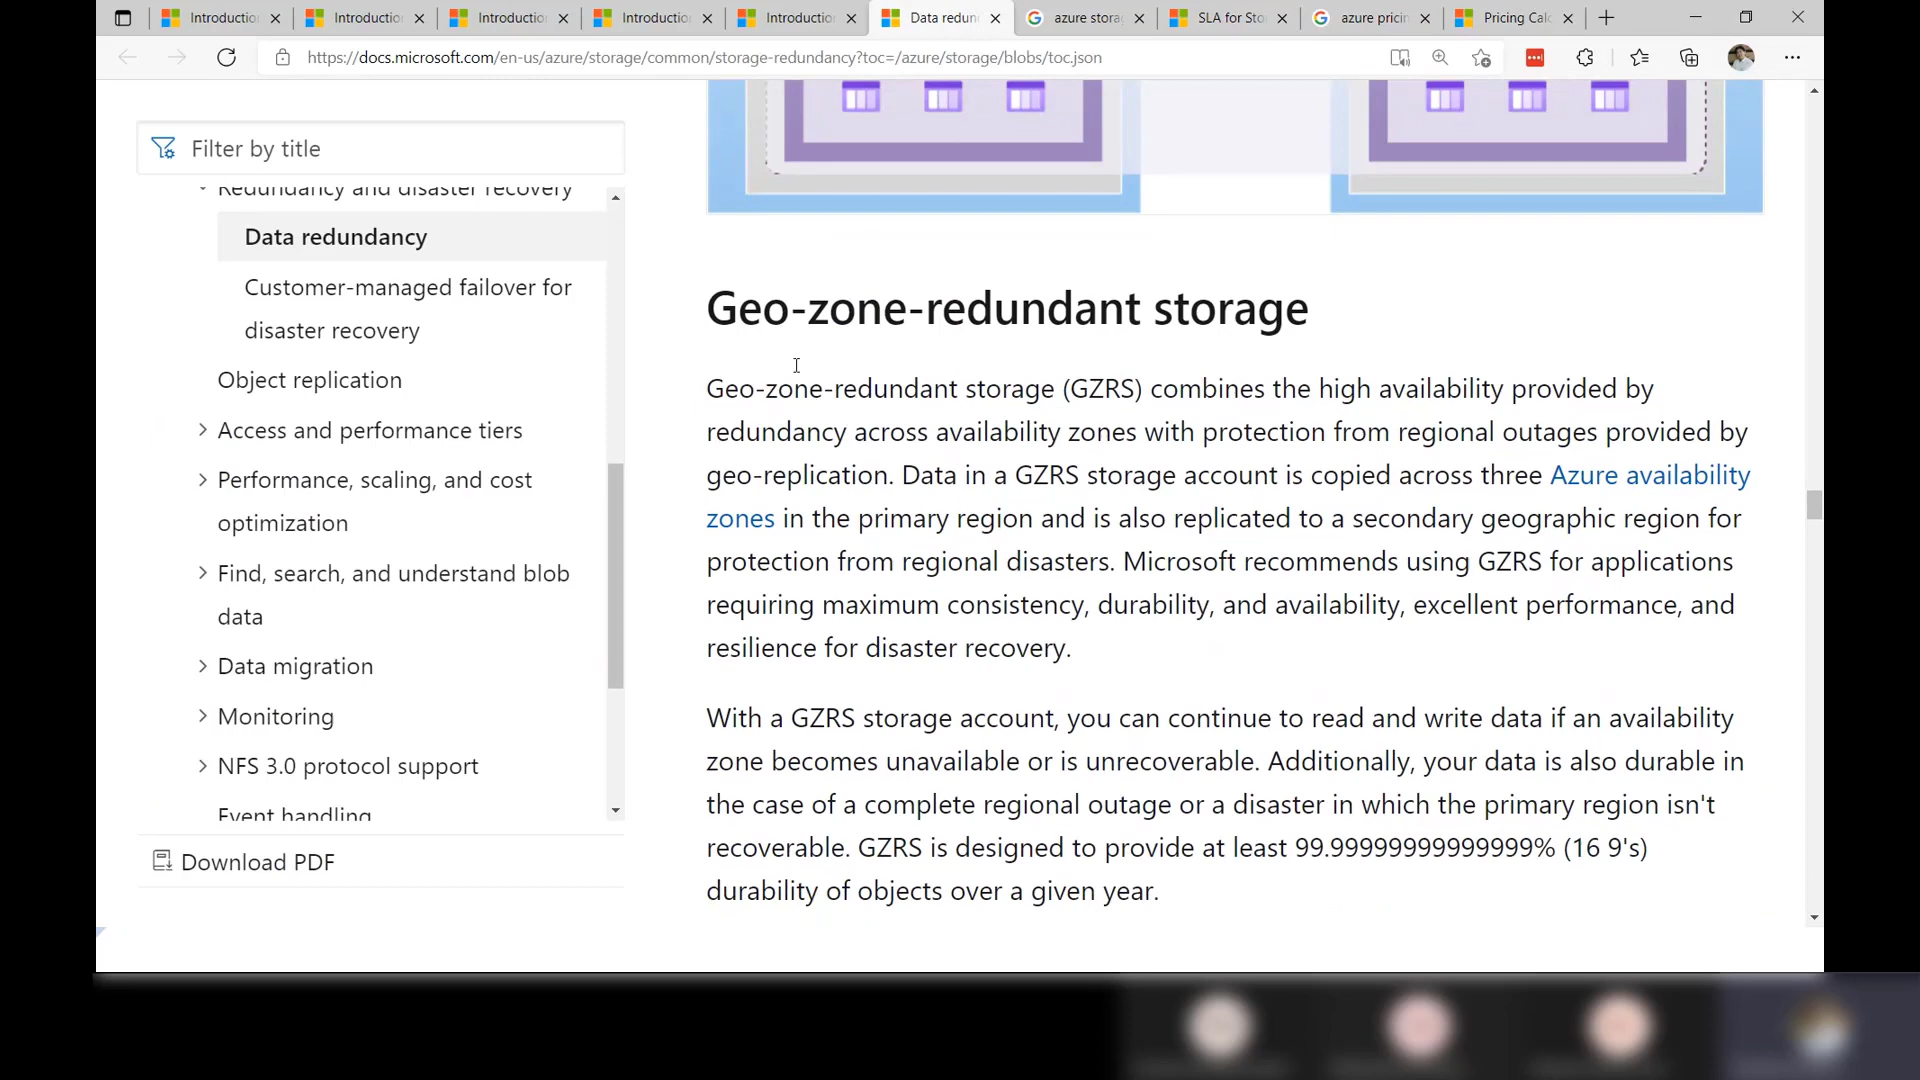 Introduction
Introduction
Introduction
Introduction
Introduction
Data redun
azure stora
SLA for Sto
azure pricin
Pricing Calc
https://docs.microsoft.com/en-us/azure/storage/common/storage-redundancy?toc=/azure/storage/blobs/toc.json
Filter by title
Redundancy and disaster recovery
Data redundancy
Customer-managed failover for
disaster recovery
Object replication
Access and performance tiers
Performance, scaling, and cost
optimization
Find, search, and understand blob
data
Data migration
Monitoring
NFS 3.0 protocol support
Event handling
Download PDF
Geo-zone-redundant storage
Geo-zone-redundant storage (GZRS) combines the high availability provided by
redundancy across availability zones with protection from regional outages provided by
geo-replication. Data in a GZRS storage account is copied across three Azure availability
zones in the primary region and is also replicated to a secondary geographic region for
protection from regional disasters. Microsoft recommends using GZRS for applications
requiring maximum consistency, durability, and availability, excellent performance, and
resilience for disaster recovery.
With a GZRS storage account, you can continue to read and write data if an availability
zone becomes unavailable or is unrecoverable. Additionally, your data is also durable in
the case of a complete regional outage or a disaster in which the primary region isn't
recoverable. GZRS is designed to provide at least 99.99999999999999% (16 9's)
durability of objects over a given year.